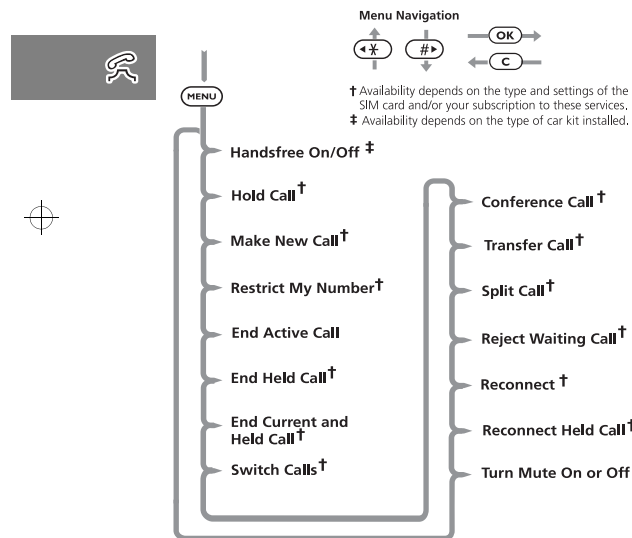 Menu Navigation
OK
C
† Availability depends on the type and settings of the
SIM card and/or your subscription to these services.
‡ Availability depends on the type of car kit installed.
MENU
Handsfree On/Off ‡
Hold Call†
Make New Call†
Restrict My Number†
End Active Call
End Held Call†
End Current and
Held Call†
Switch Calls†
Conference Call †
Transfer Call†
Split Call†
Reject Waiting Call†
Reconnect †
Reconnect Held Call†
Turn Mute On or Off